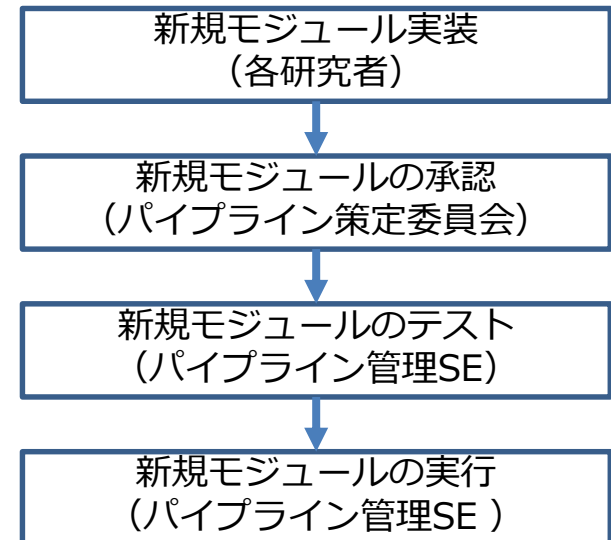 新規モジュール実装
（各研究者）
新規モジュールの承認
（パイプライン策定委員会）
新規モジュールのテスト
（パイプライン管理SE）
新規モジュールの実行
（パイプライン管理SE ）